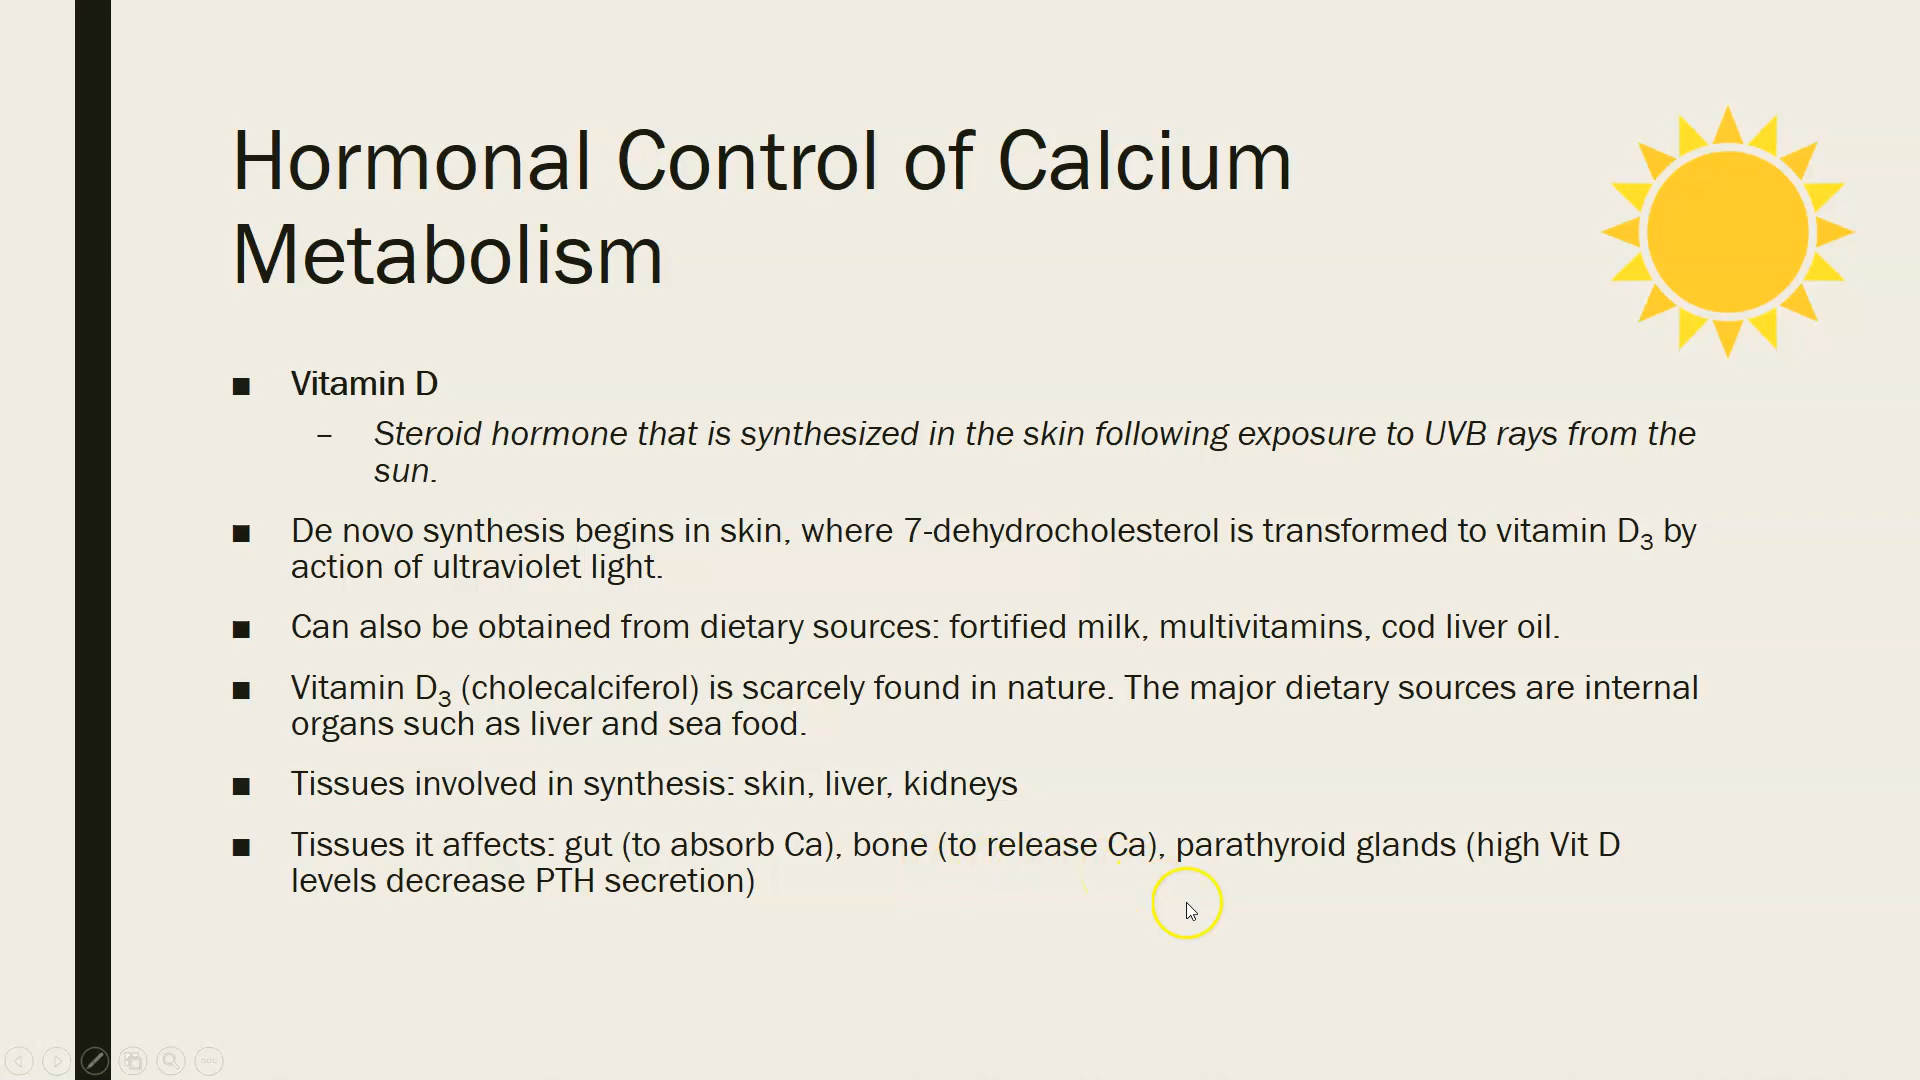 Hormonal Control of Calcium
Metabolism
■ Vitamin D
– Steroid hormone that is synthesized in the skin following exposure to UVB rays from the
sun.
■ De novo synthesis begins in skin, where 7-dehydrocholesterol is transformed to vitamin D₃ by
action of ultraviolet light.
■ Can also be obtained from dietary sources: fortified milk, multivitamins, cod liver oil.
■ Vitamin D₃ (cholecalciferol) is scarcely found in nature. The major dietary sources are internal
organs such as liver and sea food.
■ Tissues involved in synthesis: skin, liver, kidneys
■ Tissues it affects: gut (to absorb Ca), bone (to release Ca), parathyroid glands (high Vit D
levels decrease PTH secretion)